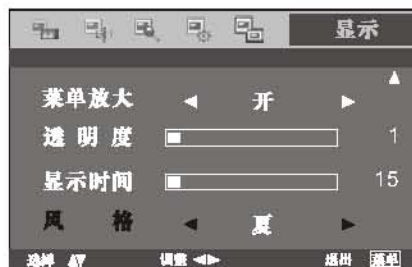 显示
菜单放大 开
透明度 1
显示时间 15
风格 夏
选择 调整 退出 菜单